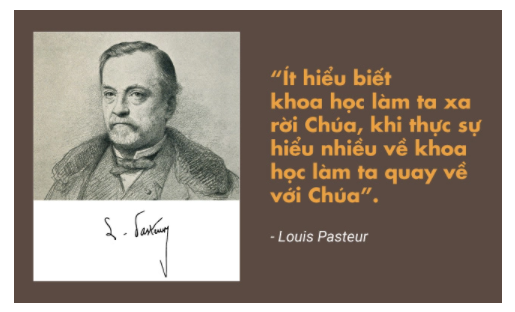 “Ít hiểu biết
khoa học làm ta xa
rời Chúa, khi thực sự
hiểu nhiều về khoa
học làm ta quay về
với Chúa”.
- Louis Pasteur
L - Pasteur